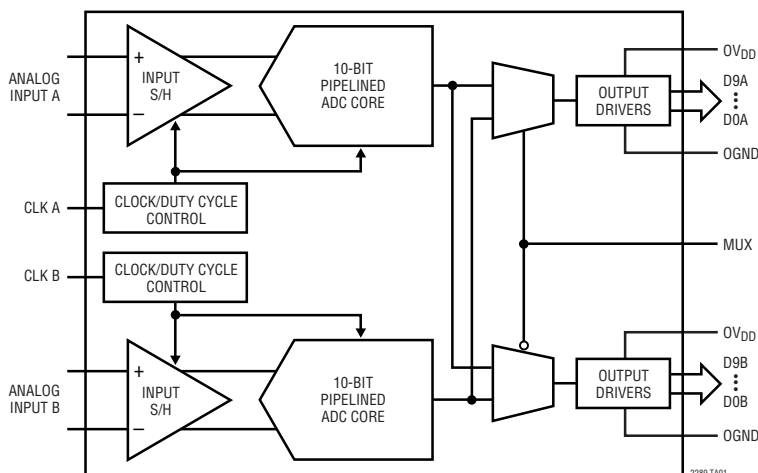 ANALOG
INPUT A
+
−
INPUT
S/H
10-BIT
PIPELINED
ADC CORE
OUTPUT
DRIVERS
OVDD
D9A
D0A
OGND
CLK A
CLOCK/DUTY CYCLE
CONTROL
MUX
CLK B
CLOCK/DUTY CYCLE
CONTROL
ANALOG
INPUT B
+
−
INPUT
S/H
10-BIT
PIPELINED
ADC CORE
OUTPUT
DRIVERS
OVDD
D9B
D0B
OGND